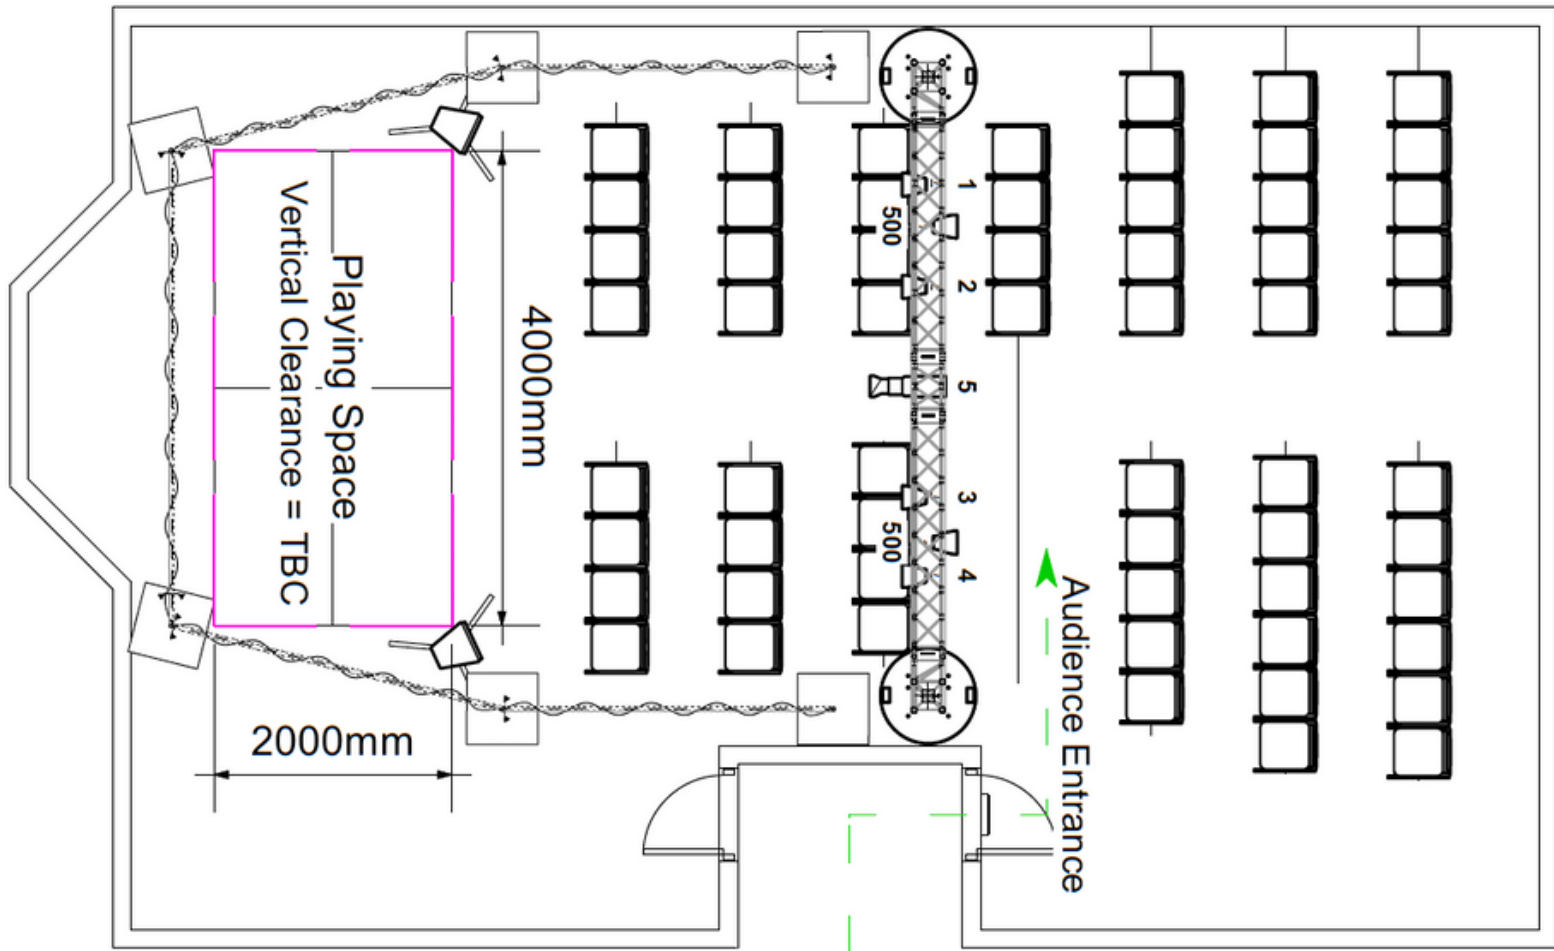 Playing Space
Vertical Clearance = TBC
4000mm
2000mm
1
500
2
5
3
500
4
Audience Entrance